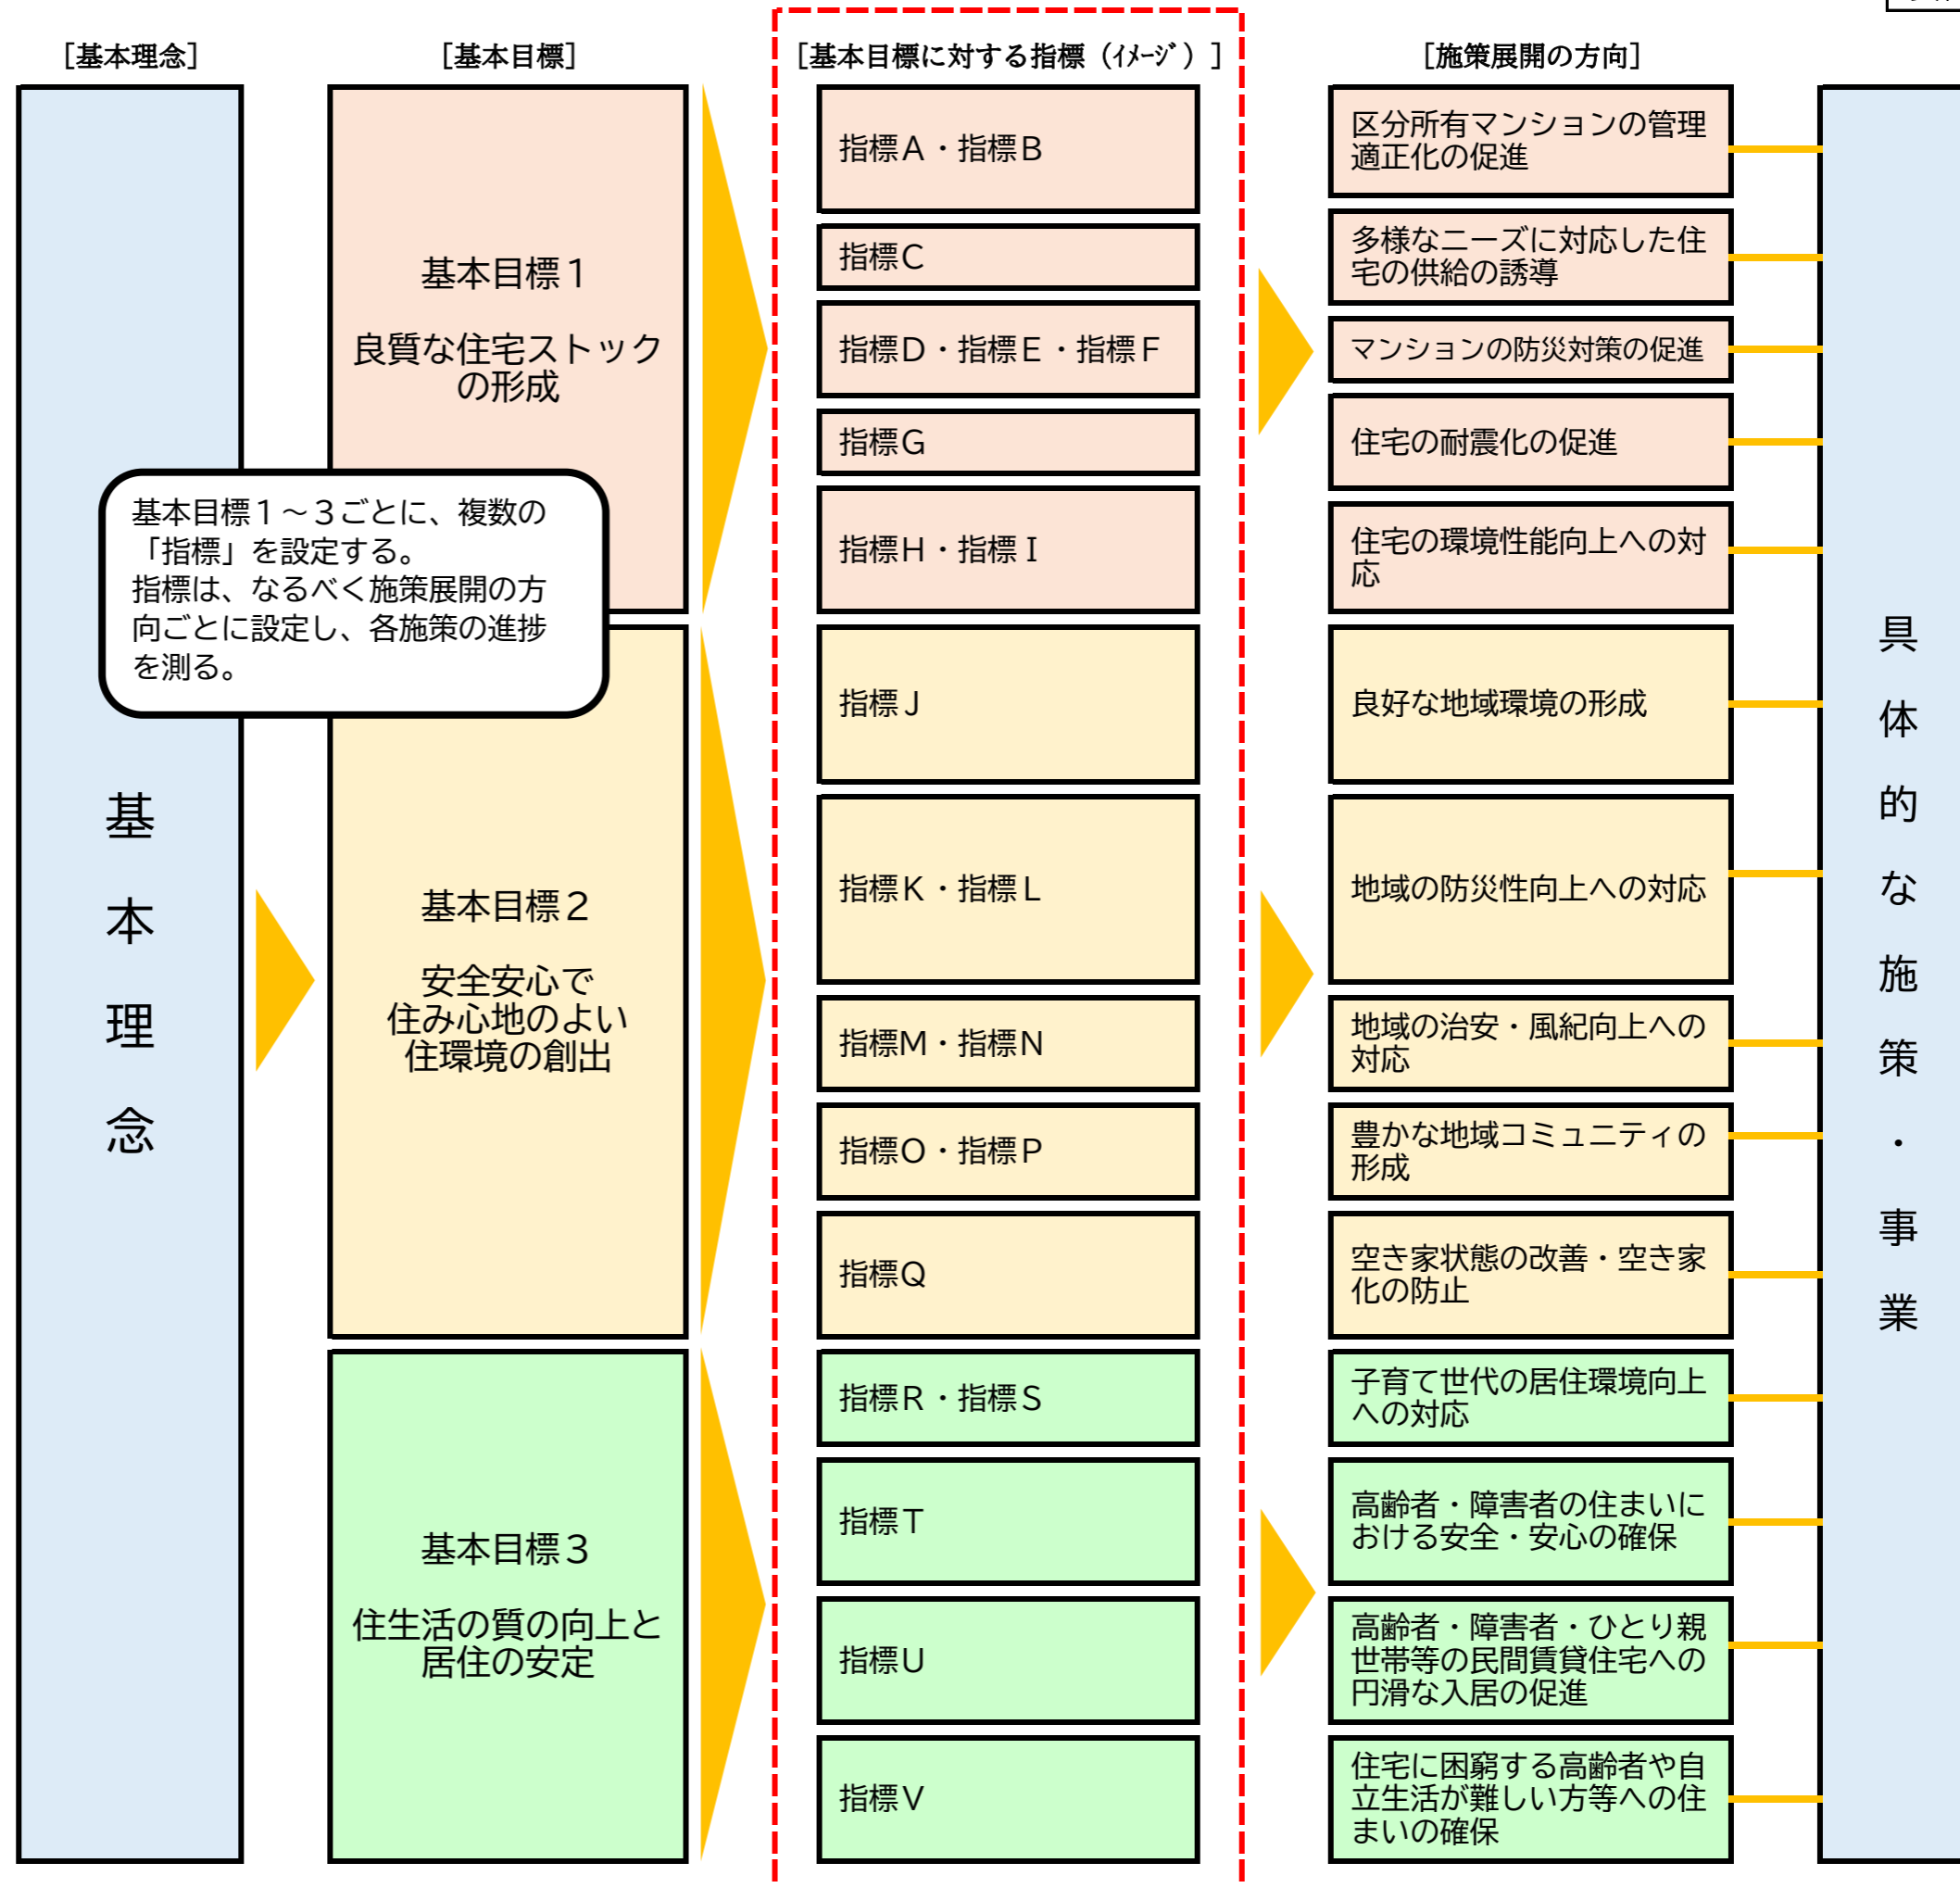 ［基本理念］
［基本目標］
［基本目標に対する指標（ｲﾒｰｼﾞ）］
［施策展開の方向］
基本理念
基本目標１
良質な住宅ストック
の形成
基本目標１～３ごとに、複数の
「指標」を設定する。
指標は、なるべく施策展開の方
向ごとに設定し、各施策の進捗
を測る。
基本目標２
安全安心で
住み心地のよい
住環境の創出
基本目標３
住生活の質の向上と
居住の安定
指標Ａ・指標Ｂ
指標Ｃ
指標Ｄ・指標Ｅ・指標Ｆ
指標Ｇ
指標Ｈ・指標Ｉ
指標Ｊ
指標Ｋ・指標Ｌ
指標Ｍ・指標Ｎ
指標Ｏ・指標Ｐ
指標Ｑ
指標Ｒ・指標Ｓ
指標Ｔ
指標Ｕ
指標Ｖ
区分所有マンションの管理
適正化の促進
多様なニーズに対応した住
宅の供給の誘導
マンションの防災対策の促進
住宅の耐震化の促進
住宅の環境性能向上への対
応
良好な地域環境の形成
地域の防災性向上への対応
地域の治安・風紀向上への
対応
豊かな地域コミュニティの
形成
空き家状態の改善・空き家
化の防止
子育て世代の居住環境向上
への対応
高齢者・障害者の住まいに
おける安全・安心の確保
高齢者・障害者・ひとり親
世帯等の民間賃貸住宅への
円滑な入居の促進
住宅に困窮する高齢者や自
立生活が難しい方等への住
まいの確保
具体的な施策・事業